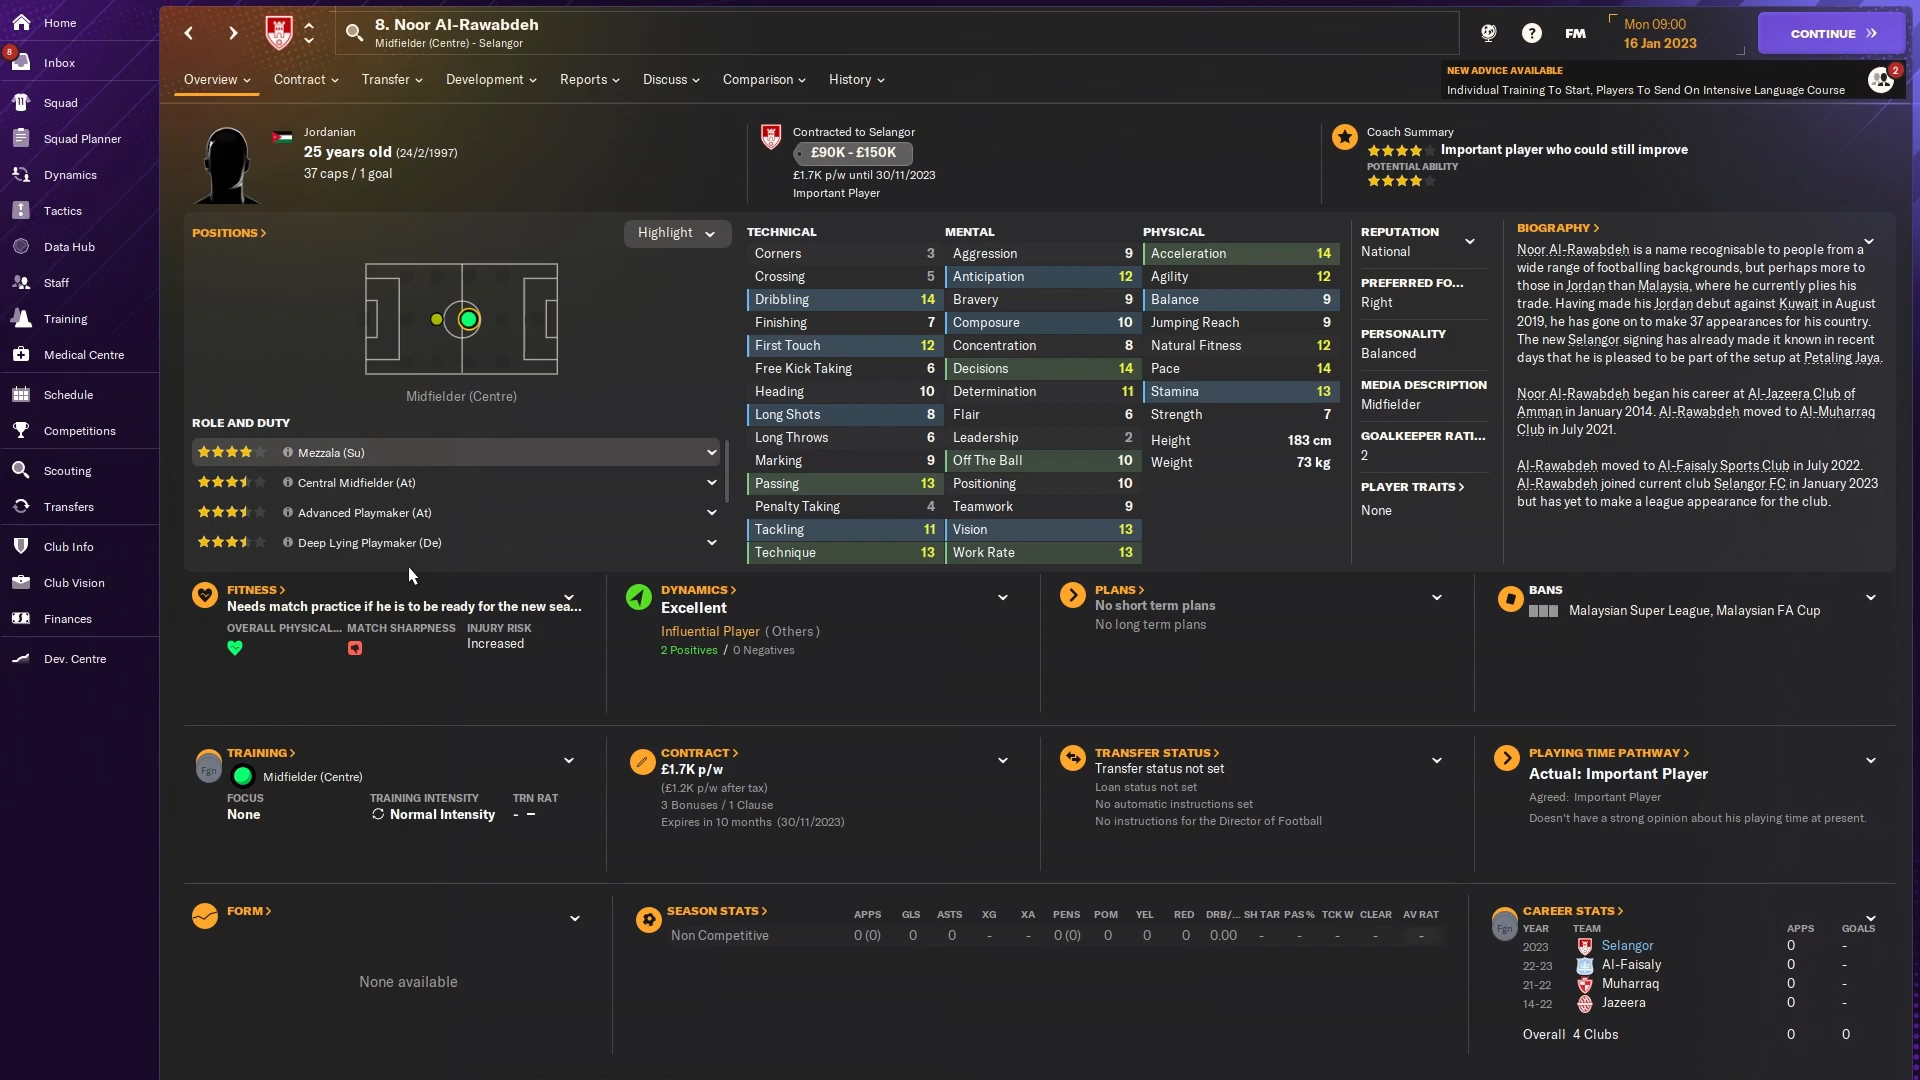 Home
8
Inbox
Squad
Squad Planner
Dynamics
Tactics
Data Hub
Staff
Training
Medical Centre
Schedule
Competitions
Scouting
Transfers
Club Info
Club Vision
Finances
Dev. Centre
8. Noor Al-Rawabdeh
Midfielder (Centre) - Selangor
?
FM
Mon 09:00
16 Jan 2023
CONTINUE
Overview
Contract
Transfer
Development
Reports
Discuss
Comparison
History
NEW ADVICE AVAILABLE
Individual Training To Start, Players To Send On Intensive Language Course
2
Jordanian
25 years old (24/2/1997)
37 caps / 1 goal
Contracted to Selangor
£90K - £150K
£1.7K p/w until 30/11/2023
Important Player
Coach Summary
Important player who could still improve
POTENTIAL ABILITY
POSITIONS >
Highlight
Midfielder (Centre)
ROLE AND DUTY
Mezzala (Su)
Central Midfielder (At)
Advanced Playmaker (At)
Deep Lying Playmaker (De)
TECHNICAL
Corners 3
Crossing 5
Dribbling 14
Finishing 7
First Touch 12
Free Kick Taking 6
Heading 10
Long Shots 8
Long Throws 6
Marking 9
Passing 13
Penalty Taking 4
Tackling 11
Technique 13
MENTAL
Aggression 9
Anticipation 12
Bravery 9
Composure 10
Concentration 8
Decisions 14
Determination 11
Flair 6
Leadership 2
Off The Ball 10
Positioning 10
Teamwork 9
Vision 13
Work Rate 13
PHYSICAL
Acceleration 14
Agility 12
Balance 9
Jumping Reach 9
Natural Fitness 12
Pace 14
Stamina 13
Strength 7
Height 183 cm
Weight 73 kg
REPUTATION
National
PREFERRED FO...
Right
PERSONALITY
Balanced
MEDIA DESCRIPTION
Midfielder
GOALKEEPER RATI...
2
PLAYER TRAITS >
None
BIOGRAPHY >
Noor Al-Rawabdeh is a name recognisable to people from a
wide range of footballing backgrounds, but perhaps more to
those in Jordan than Malaysia, where he currently plies his
trade. Having made his Jordan debut against Kuwait in August
2019, he has gone on to make 37 appearances for his country.
The new Selangor signing has already made it known in recent
days that he is pleased to be part of the setup at Petaling Jaya.
Noor Al-Rawabdeh began his career at Al-Jazeera Club of
Amman in January 2014. Al-Rawabdeh moved to Al-Muharraq
Club in July 2021.
Al-Rawabdeh moved to Al-Faisaly Sports Club in July 2022.
Al-Rawabdeh joined current club Selangor FC in January 2023
but has yet to make a league appearance for the club.
FITNESS >
Needs match practice if he is to be ready for the new sea...
OVERALL PHYSICAL... MATCH SHARPNESS INJURY RISK
Increased
DYNAMICS >
Excellent
Influential Player (Others)
2 Positives / 0 Negatives
PLANS >
No short term plans
No long term plans
BANS
Malaysian Super League, Malaysian FA Cup
TRAINING >
Fgn
Midfielder (Centre)
FOCUS TRAINING INTENSITY TRN RAT
None Normal Intensity - –
CONTRACT >
£1.7K p/w
(£1.2K p/w after tax)
3 Bonuses / 1 Clause
Expires in 10 months (30/11/2023)
TRANSFER STATUS >
Transfer status not set
Loan status not set
No automatic instructions set
No instructions for the Director of Football
PLAYING TIME PATHWAY >
Actual: Important Player
Agreed: Important Player
Doesn't have a strong opinion about his playing time at present.
FORM >
None available
SEASON STATS > APPS GLS ASTS XG XA PENS POM YEL RED DRB/... SH TAR PAS % TCK W CLEAR AV RAT
Non Competitive 0 (0) 0 0 - - 0 (0) 0 0 0 0.00 - - - - -
CAREER STATS >
Fgn
YEAR TEAM APPS GOALS
2023 Selangor 0 -
22-23 Al-Faisaly 0 -
21-22 Muharraq 0 -
14-22 Jazeera 0 -
Overall 4 Clubs 0 0